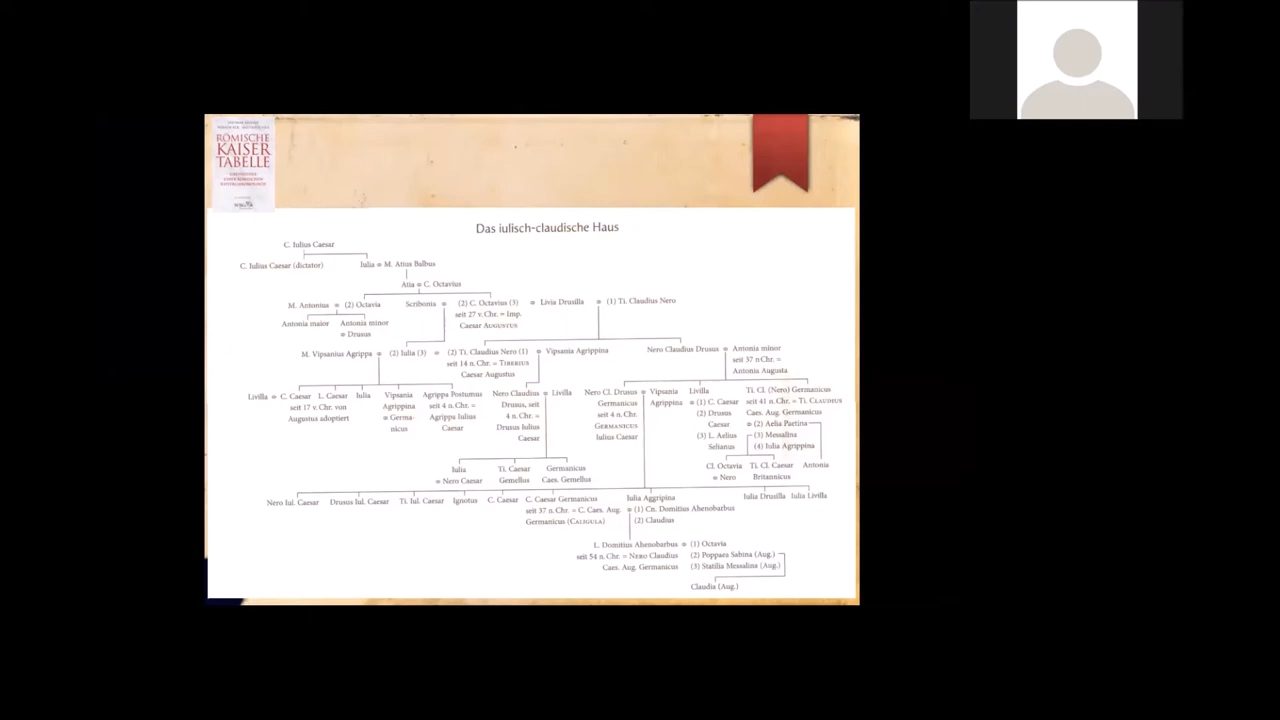 RÖMISCHE
KAISER
TABELLE
Das iulisch-claudische Haus
C. Iulius Caesar
C. Iulius Caesar (dictator) Iulia ⚭ M. Atius Balbus
Atia ⚭ C. Octavius
M. Antonius ⚭ (2) Octavia Scribonia ⚭ (2) C. Octavius (3) ⚭ Livia Drusilla ⚭ (1) Ti. Claudius Nero
seit 27 v. Chr. = Imp.
Caesar AUGUSTUS
Antonia maior Antonia minor
⚭ Drusus
M. Vipsanius Agrippa ⚭ (2) Iulia (3) ⚭ (2) Ti. Claudius Nero (1) ⚭ Vipsania Agrippina Nero Claudius Drusus ⚭ Antonia minor
seit 14 n. Chr. = TIBERIUS
Caesar Augustus
seit 37 n Chr. =
Antonia Augusta
Livilla ⚭ C. Caesar L. Caesar Iulia
seit 17 v. Chr. von
Augustus adoptiert
Vipsania
Agrippina
⚭ Germa-
nicus
Agrippa Postumus
seit 4 n. Chr. =
Agrippa Iulius
Caesar
Nero Claudius ⚭ Livilla
Drusus, seit
4 n. Chr. =
Drusus Iulius
Caesar
Nero Cl. Drusus ⚭ Vipsania
Germanicus Agrippina
seit 4 n. Chr.
GERMANICUS
Iulius Caesar
Livilla
⚭ (1) C. Caesar
(2) Drusus
Caesar
(3) L. Aelius
Seianus
Ti. Cl. (Nero) Germanicus
seit 41 n. Chr. = Ti. CLAUDIUS
Caes. Aug. Germanicus
⚭ (2) Aelia Paetina
(3) Messalina
(4) Iulia Agrippina
Iulia
⚭ Nero Caesar
Ti. Caesar
Gemellus
Germanicus
Caes. Gemellus
Cl. Octavia
⚭ Nero
Ti. Cl. Caesar
Britannicus
Antonia
Nero Iul. Caesar Drusus Iul. Caesar Ti. Iul. Caesar Ignotus C. Caesar C. Caesar Germanicus Iulia Aggripina Iulia Drusilla Iulia Livilla
seit 37 n. Chr. = C. Caes. Aug.
Germanicus (CALIGULA)
⚭ (1) Cn. Domitius Ahenobarbus
(2) Claudius
L. Domitius Ahenobarbus ⚭ (1) Octavia
seit 54 n. Chr. = NERO Claudius
Caes. Aug. Germanicus
(2) Poppaea Sabina (Aug.)
(3) Statilia Messalina (Aug.)
Claudia (Aug.)